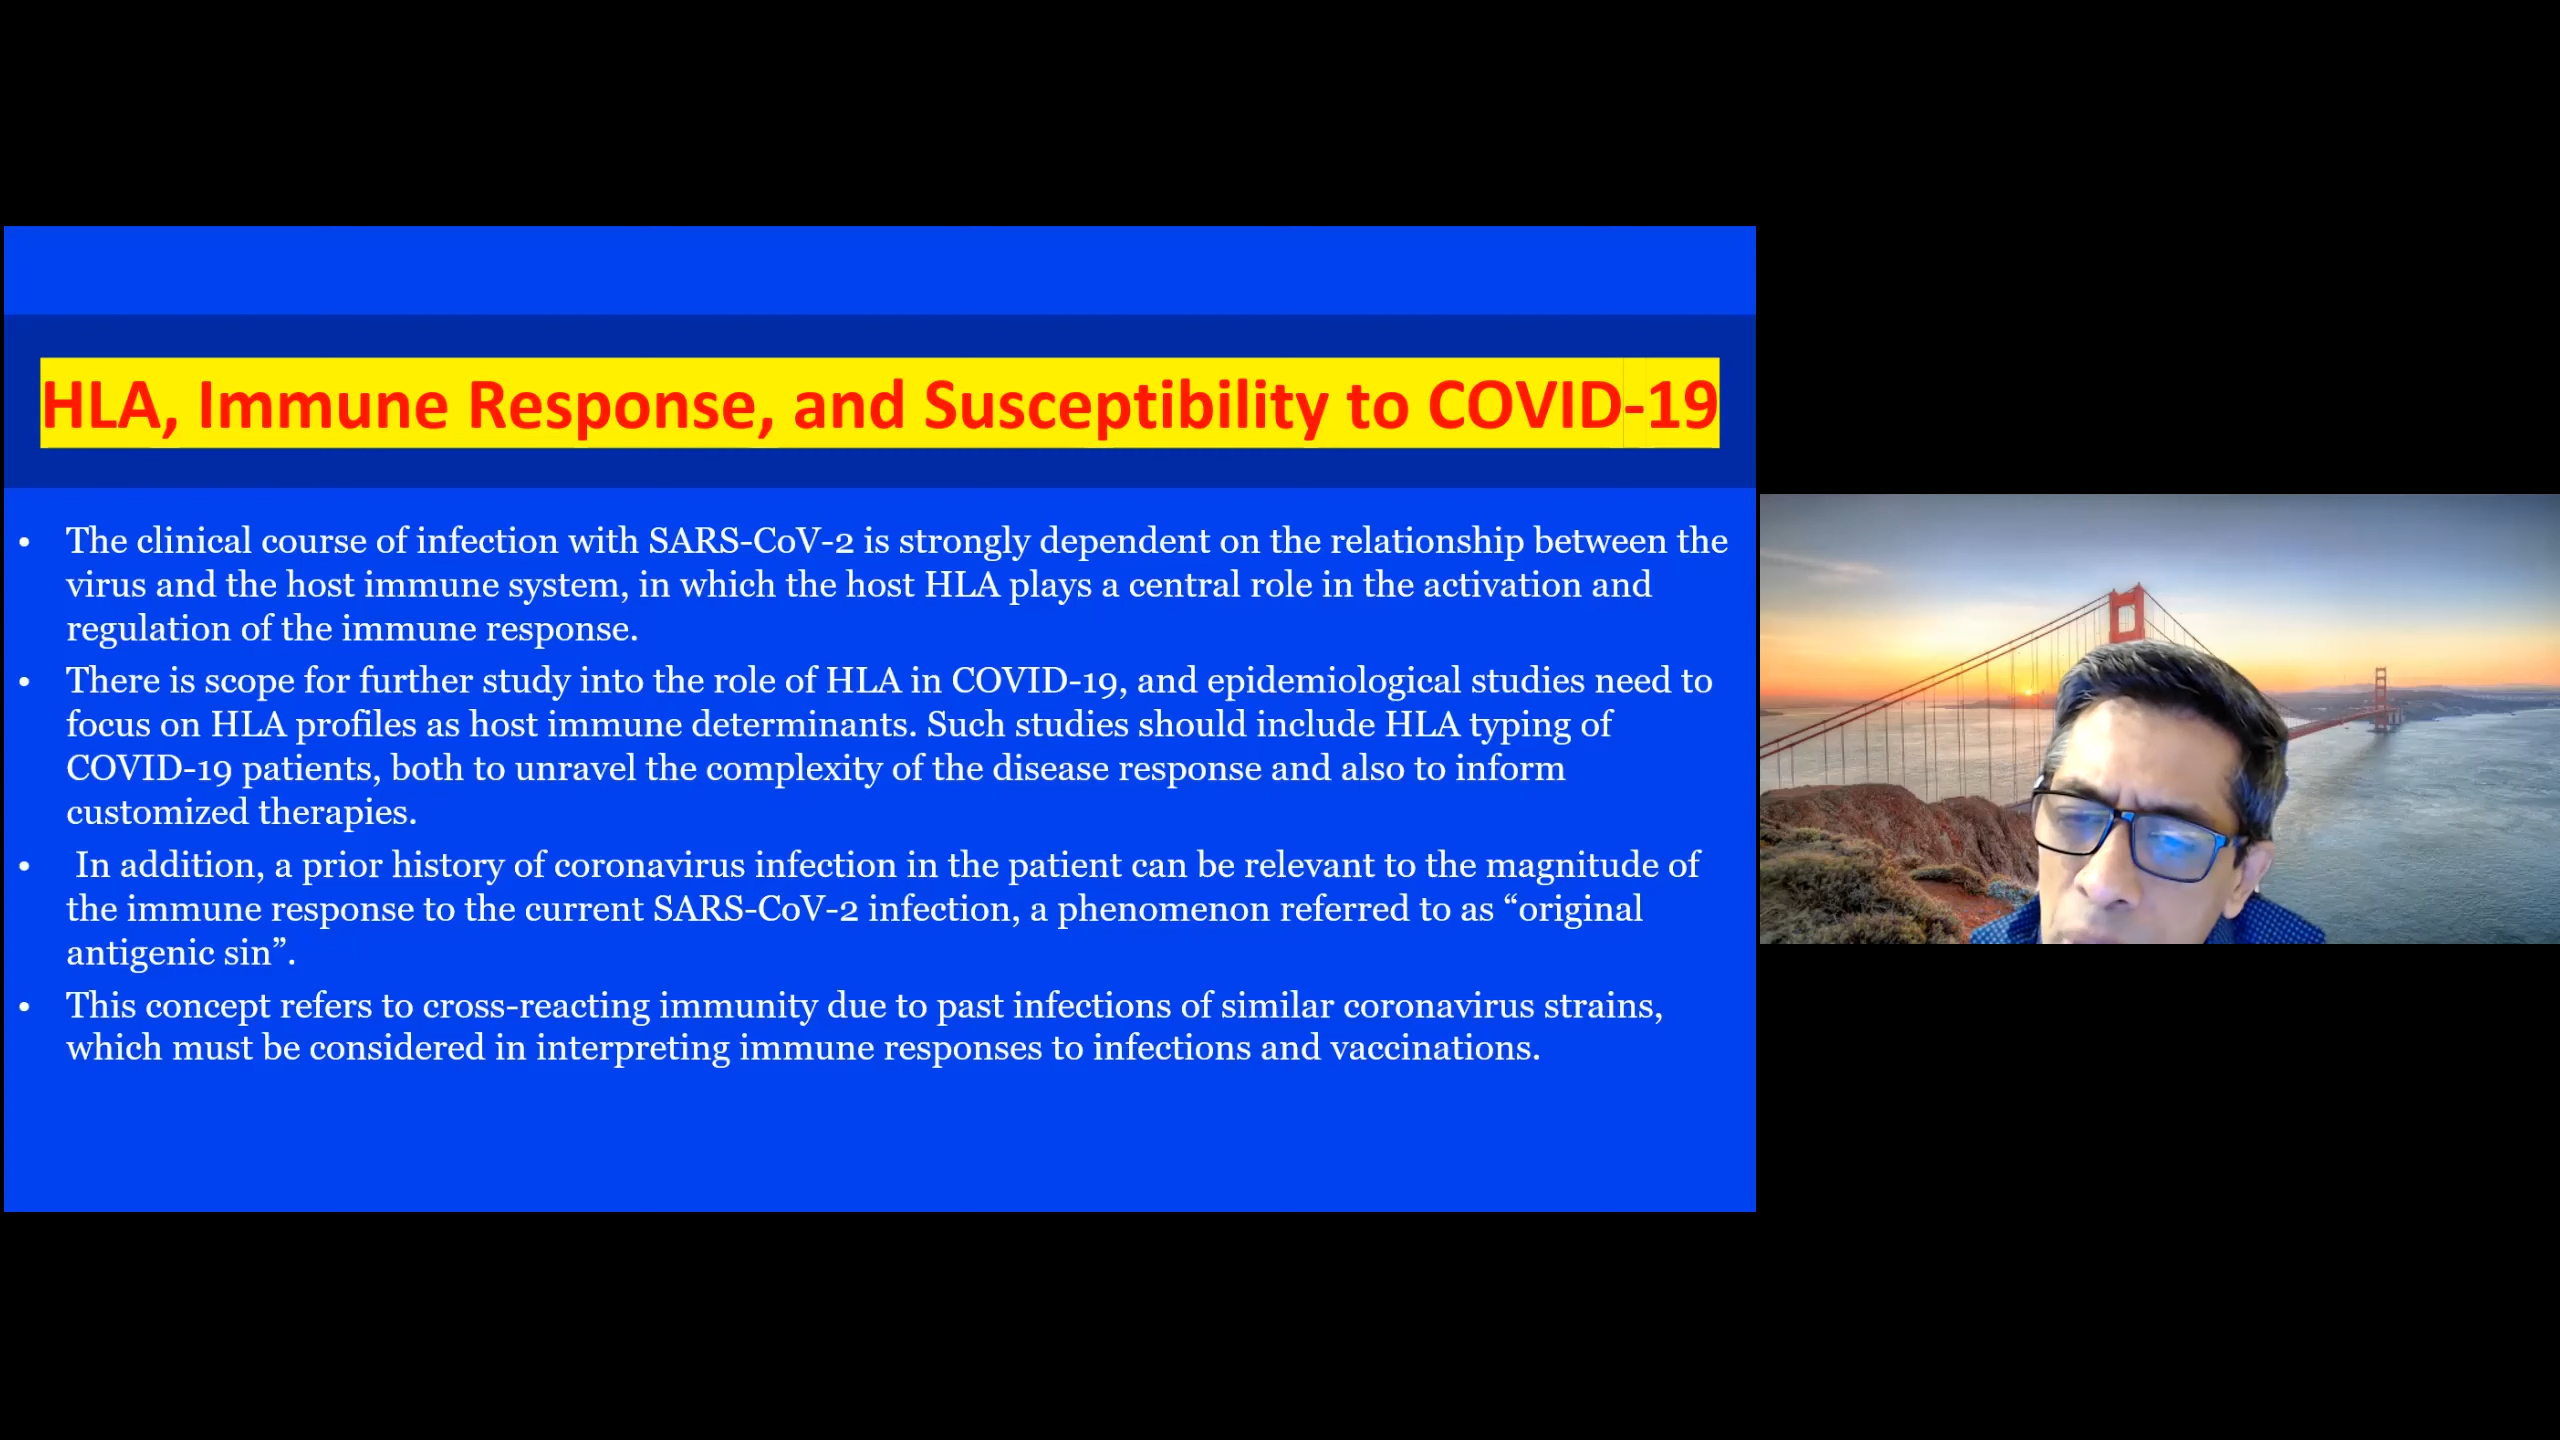 HLA, Immune Response, and Susceptibility to COVID-19
• The clinical course of infection with SARS-CoV-2 is strongly dependent on the relationship between the
virus and the host immune system, in which the host HLA plays a central role in the activation and
regulation of the immune response.
• There is scope for further study into the role of HLA in COVID-19, and epidemiological studies need to
focus on HLA profiles as host immune determinants. Such studies should include HLA typing of
COVID-19 patients, both to unravel the complexity of the disease response and also to inform
customized therapies.
• In addition, a prior history of coronavirus infection in the patient can be relevant to the magnitude of
the immune response to the current SARS-CoV-2 infection, a phenomenon referred to as “original
antigenic sin”.
• This concept refers to cross-reacting immunity due to past infections of similar coronavirus strains,
which must be considered in interpreting immune responses to infections and vaccinations.